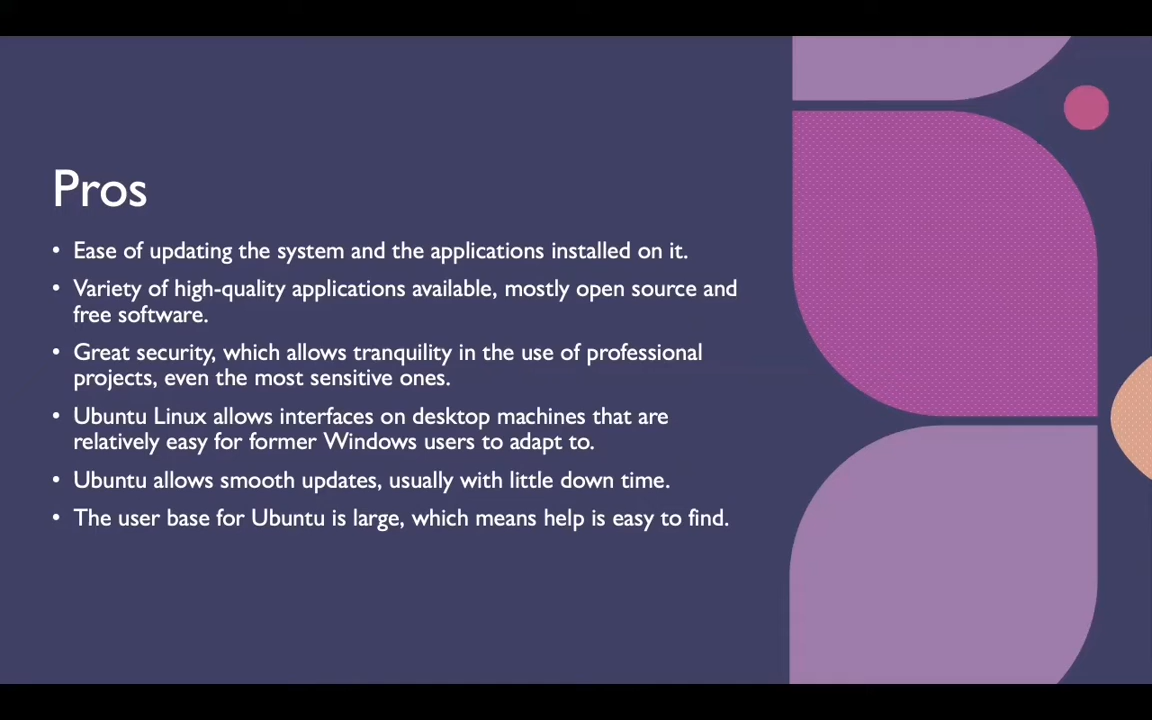 Pros
• Ease of updating the system and the applications installed on it.
• Variety of high-quality applications available, mostly open source and
free software.
• Great security, which allows tranquility in the use of professional
projects, even the most sensitive ones.
• Ubuntu Linux allows interfaces on desktop machines that are
relatively easy for former Windows users to adapt to.
• Ubuntu allows smooth updates, usually with little down time.
• The user base for Ubuntu is large, which means help is easy to find.